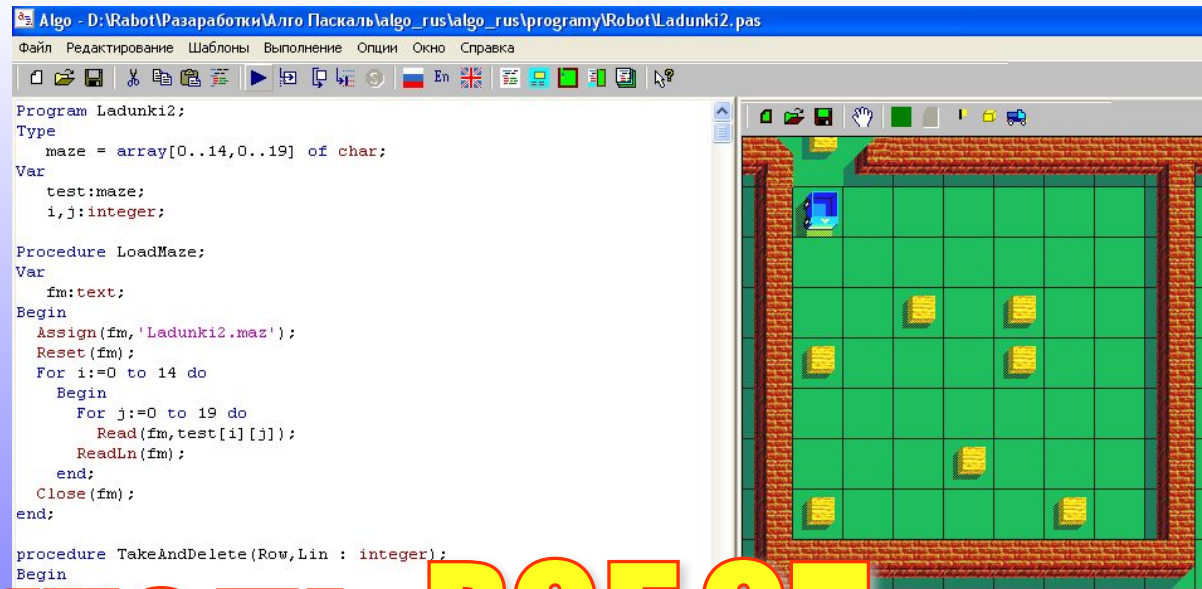 Algo - D:\Rabot\Разаработки\Алго Паскаль\algo_rus\algo_rus\programy\Robot\Ladunki2.pas
Файл Редактирование Шаблоны Выполнение Опции Окно Справка
En
Program Ladunki2;
Type
maze = array[0..14,0..19] of char;
Var
test:maze;
i,j:integer;
Procedure LoadMaze;
Var
fm:text;
Begin
Assign(fm,'Ladunki2.maz');
Reset(fm);
For i:=0 to 14 do
Begin
For j:=0 to 19 do
Read(fm,test[i][j]);
ReadLn(fm);
end;
Close(fm);
end;
procedure TakeAndDelete(Row,Lin : integer);
Begin